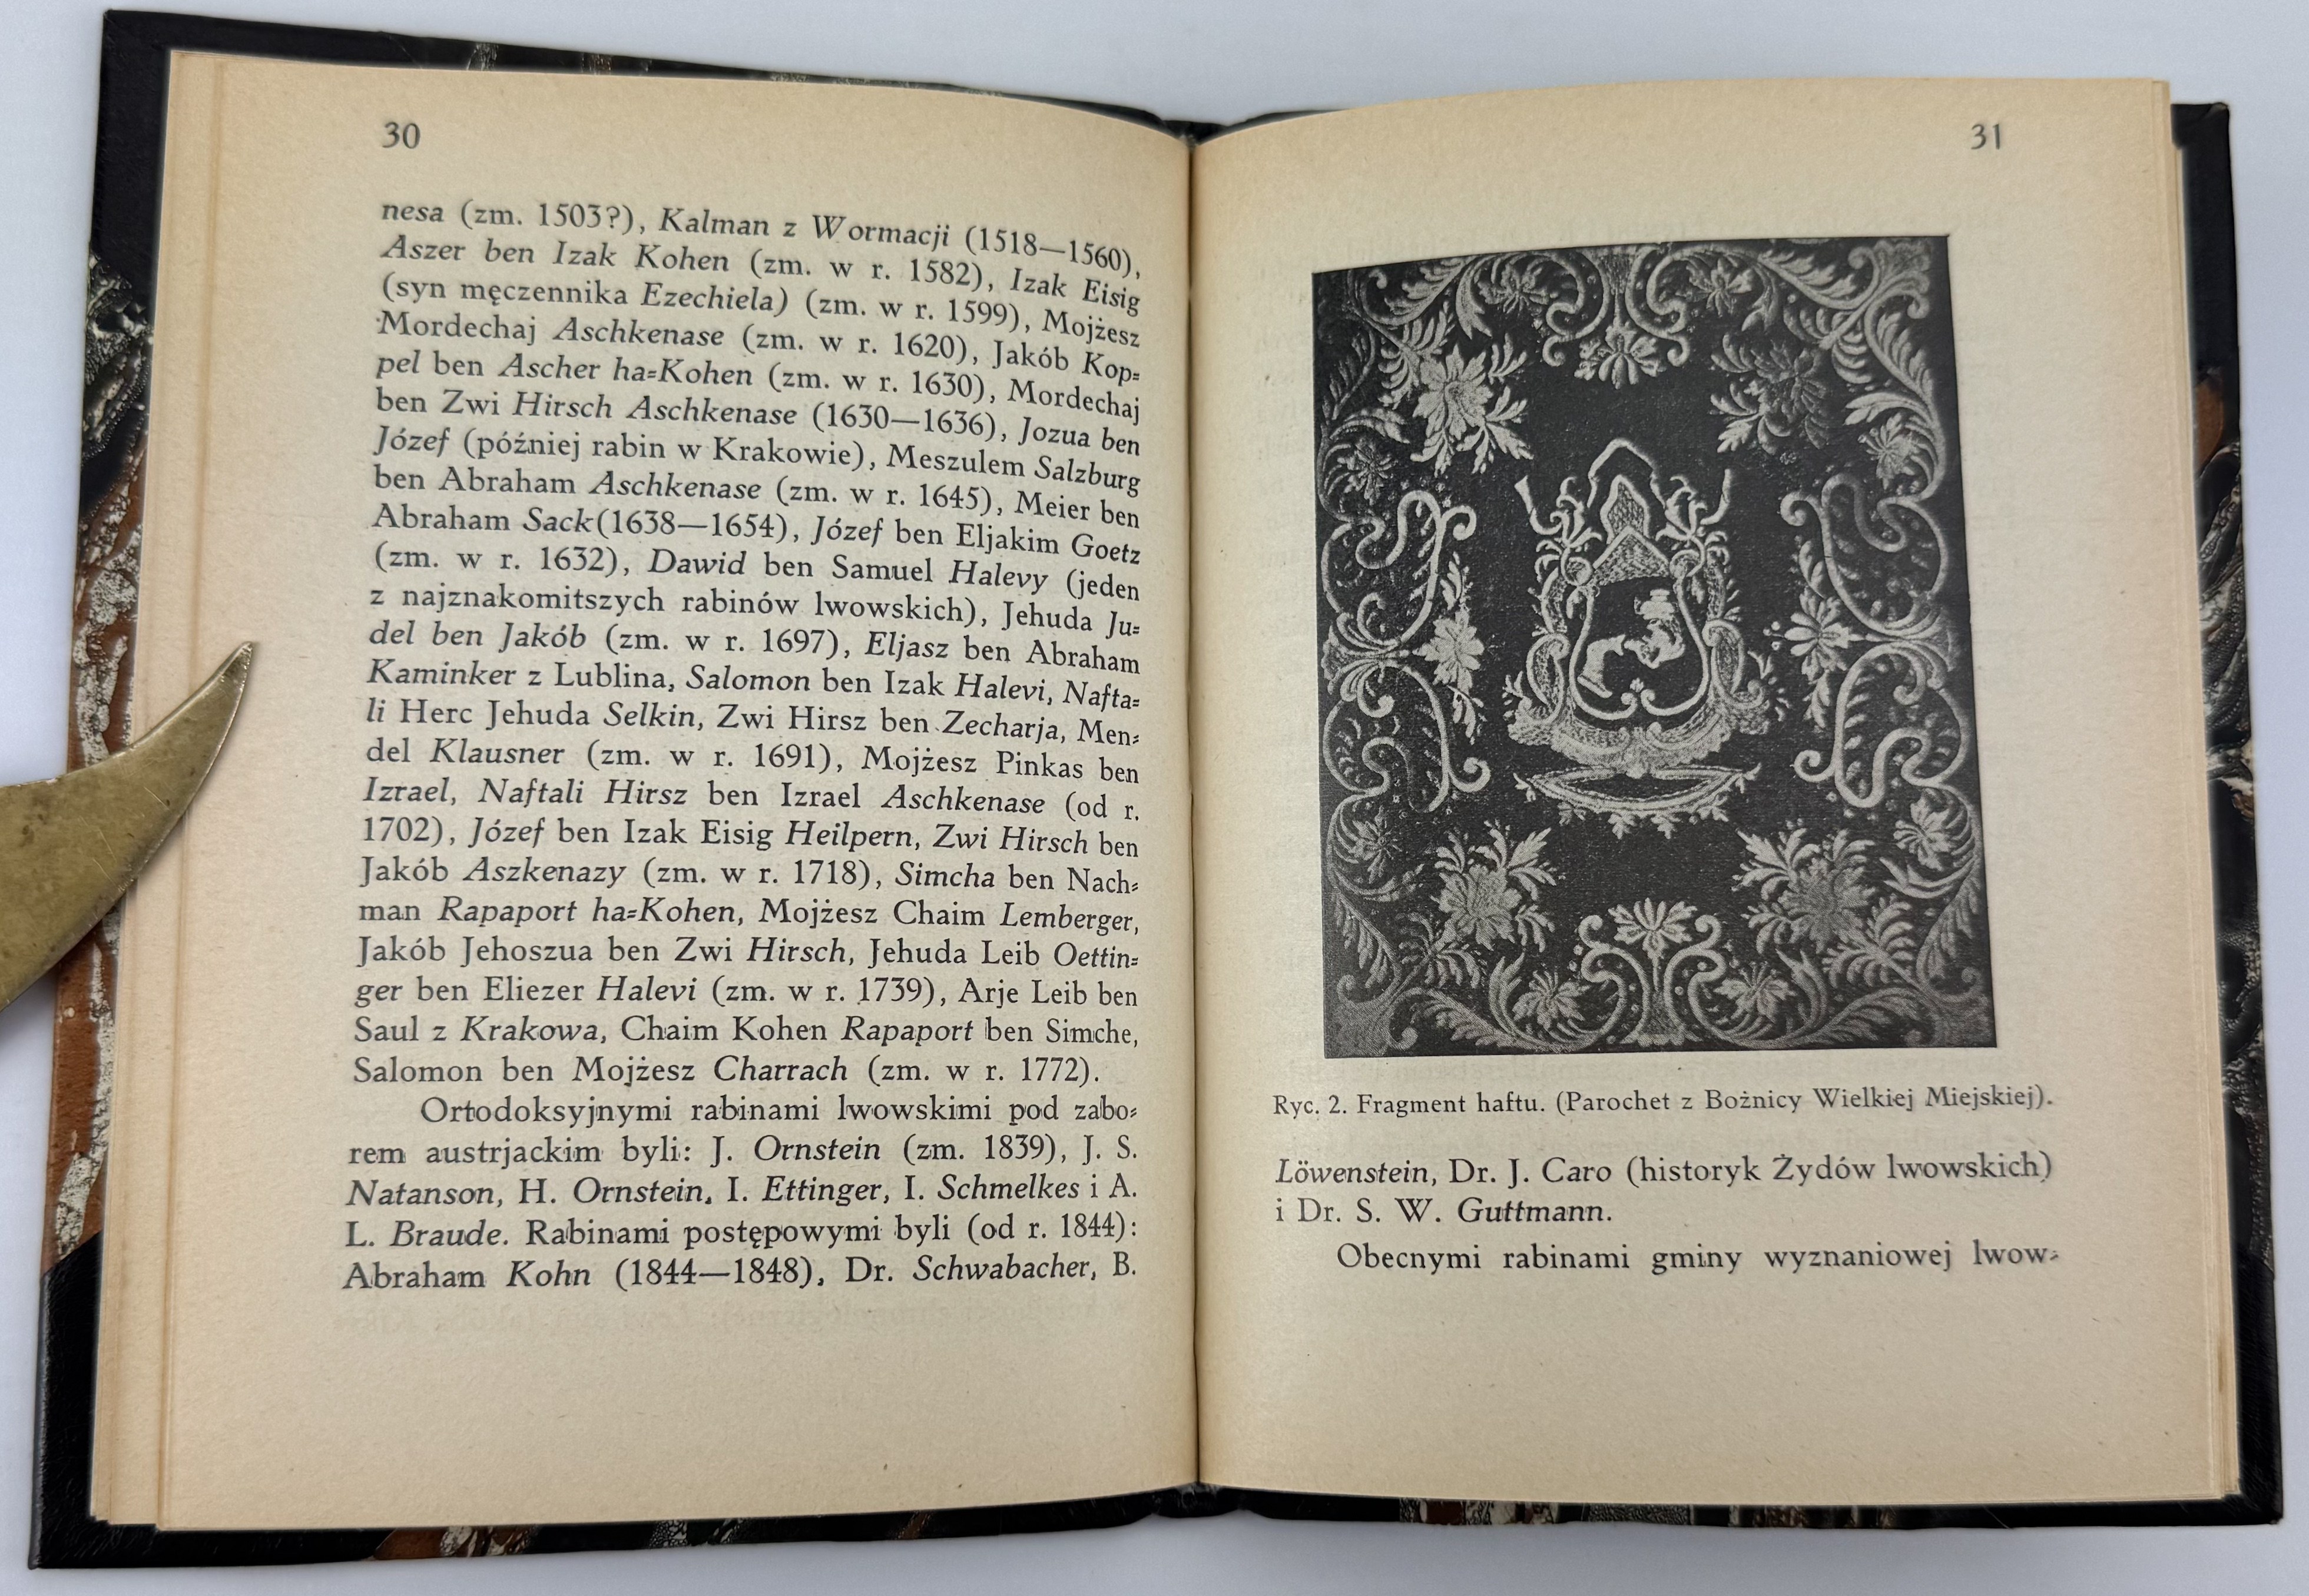 30
nesa (zm. 1503?), Kalman z Wormacji (1518—1560),
Aszer ben Izak Kohen (zm. w r. 1582), Izak Eisig
(syn męczennika Ezechiela) (zm. w r. 1599), Mojżesz
Mordechaj Aschkenase (zm. w r. 1620), Jakób Kop=
pel ben Ascher ha=Kohen (zm. w r. 1630), Mordechaj
ben Zwi Hirsch Aschkenase (1630—1636), Jozua ben
Józef (później rabin w Krakowie), Meszulem Salzburg
ben Abraham Aschkenase (zm. w r. 1645), Meier ben
Abraham Sack (1638—1654), Józef ben Eljakim Goetz
(zm. w r. 1632), Dawid ben Samuel Halevy (jeden
z najznakomitszych rabinów lwowskich), Jehuda Ju=
del ben Jakób (zm. w r. 1697), Eljasz ben Abraham
Kaminker z Lublina, Salomon ben Izak Halevi, Nafta=
li Herc Jehuda Selkin, Zwi Hirsz ben Zecharja, Men=
del Klausner (zm. w r. 1691), Mojżesz Pinkas ben
Izrael, Naftali Hirsz ben Izrael Aschkenase (od r.
1702), Józef ben Izak Eisig Heilpern, Zwi Hirsch ben
Jakób Aszkenazy (zm. w r. 1718), Simcha ben Nach=
man Rapaport ha=Kohen, Mojżesz Chaim Lemberger,
Jakób Jehoszua ben Zwi Hirsch, Jehuda Leib Oettin=
ger ben Eliezer Halevi (zm. w r. 1739), Arje Leib ben
Saul z Krakowa, Chaim Kohen Rapaport ben Simche,
Salomon ben Mojżesz Charrach (zm. w r. 1772).
Ortodoksyjnymi rabinami lwowskimi pod zabo=
rem austrjackim byli: J. Ornstein (zm. 1839), J. S.
Natanson, H. Ornstein, I. Ettinger, I. Schmelkes i A.
L. Braude. Rabinami postępowymi byli (od r. 1844):
Abraham Kohn (1844—1848), Dr. Schwabacher, B.
31
Ryc. 2. Fragment haftu. (Parochet z Bożnicy Wielkiej Miejskiej).
Löwenstein, Dr. J. Caro (historyk Żydów lwowskich)
i Dr. S. W. Guttmann.
Obecnymi rabinami gminy wyznaniowej lwow=